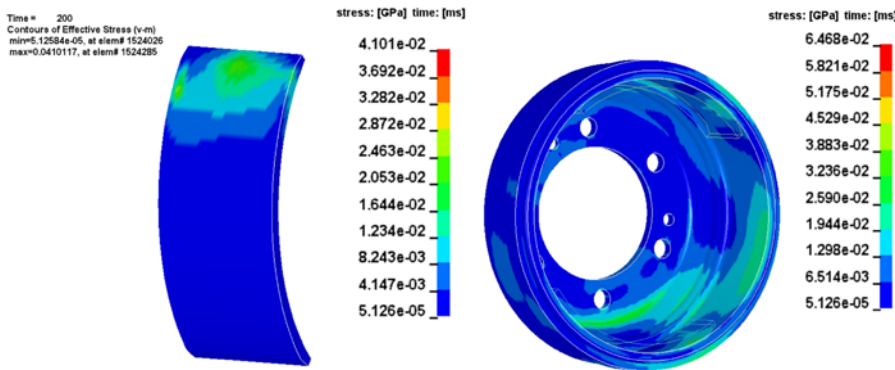 Time = 200
Contours of Effective Stress (v-m)
min=5.12584e-05, at elem# 1524026
max=0.0410117, at elem# 1524285
stress: [GPa] time: [ms]
4.101e-02
3.692e-02
3.282e-02
2.872e-02
2.463e-02
2.053e-02
1.644e-02
1.234e-02
8.243e-03
4.147e-03
5.126e-05
stress: [GPa] time: [ms]
6.468e-02
5.821e-02
5.175e-02
4.529e-02
3.883e-02
3.236e-02
2.590e-02
1.944e-02
1.298e-02
6.514e-03
5.126e-05